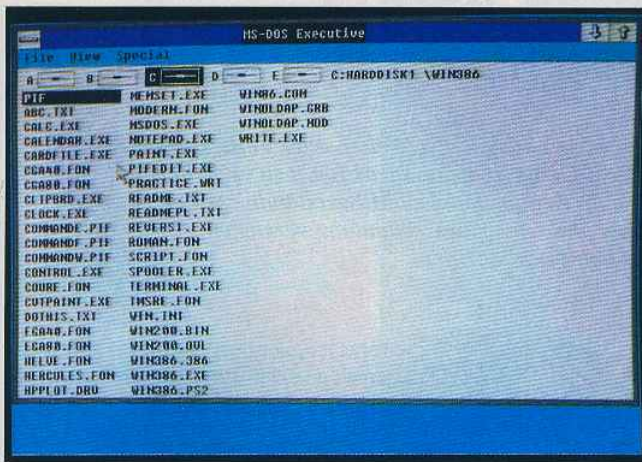 MS-DOS Executive
File View Special
A B C D E C:HARDDISK1 \WIN386
PIF MEMSET.EXE WIN86.COM
ABC.TXT MODERN.FON WINOLDAP.GRB
CALC.EXE MSDOS.EXE WINOLDAP.MOD
CALENDAR.EXE NOTEPAD.EXE WRITE.EXE
CARDFILE.EXE PAINT.EXE
CGA40.FON PIFEDIT.EXE
CGA80.FON PRACTICE.WRI
CLIPBRD.EXE README.TXT
CLOCK.EXE READMEPL.TXT
COMMANDE.PIF REVERSI.EXE
COMMANDF.PIF ROMAN.FON
COMMANDW.PIF SCRIPT.FON
CONTROL.EXE SPOOLER.EXE
COURE.FON TERMINAL.EXE
CVTPAINT.EXE TMSRE.FON
DOTHIS.TXT WIN.INI
EGA40.FON WIN200.BIN
EGA80.FON WIN200.OVL
HELVE.FON WIN386.386
HERCULES.FON WIN386.EXE
HPPLOT.DRV WIN386.PS2